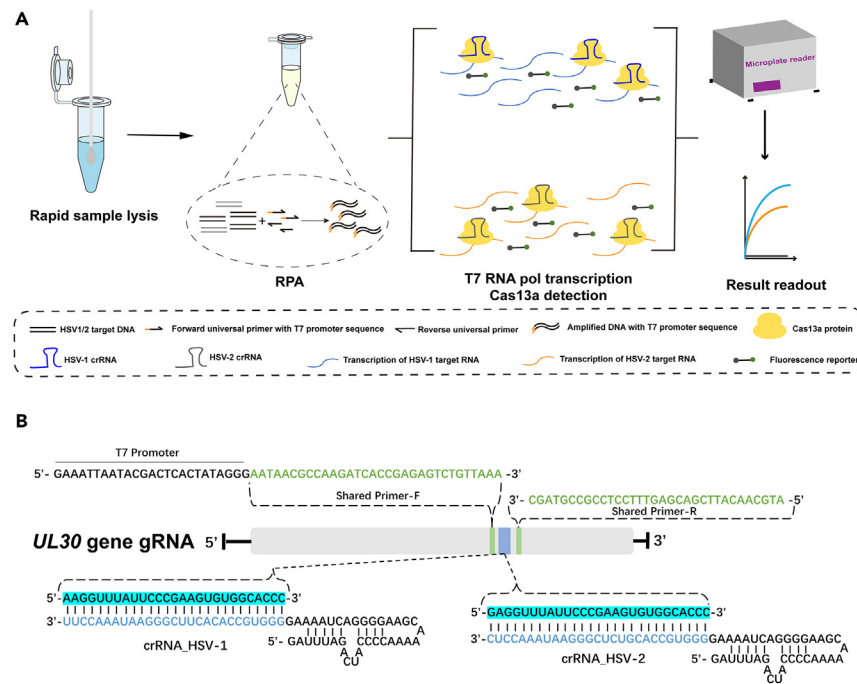 A
Microplate reader
Rapid sample lysis
RPA
T7 RNA pol transcription
Cas13a detection
Result readout
HSV1/2 target DNA
Forward universal primer with T7 promoter sequence
Reverse universal primer
Amplified DNA with T7 promoter sequence
Cas13a protein
HSV-1 crRNA
HSV-2 crRNA
Transcription of HSV-1 target RNA
Transcription of HSV-2 target RNA
Fluorescence reporter
B
T7 Promoter
5'- GAAATTAATACGACTCACTATAGGGAATAACGCCAAGATCACCGAGAGTCTGTTAAA -3'
Shared Primer-F
3'- CGATGCCGCCTCCTTTGAGCAGCTTACAACGTA -5'
Shared Primer-R
UL30 gene gRNA 5' 3'
5'-AAGGUUUAUUCCCGAAGUGUGGCACCC-3'
3'-UUCCAAAUAAGGGCUUCACACCGUGGGGAAAAUCAGGGGAAGC
A
GAUUUAG CCCCAAAA
A A
CU
crRNA_HSV-1
5'-GAGGUUUAUUCCCGAAGUGUGGCACCC-3'
3'-CUCCAAAUAAGGGCUCUGCACCGUGGGGAAAAUCAGGGGAAGC
A
GAUUUAG CCCCAAAA
A A
CU
crRNA_HSV-2